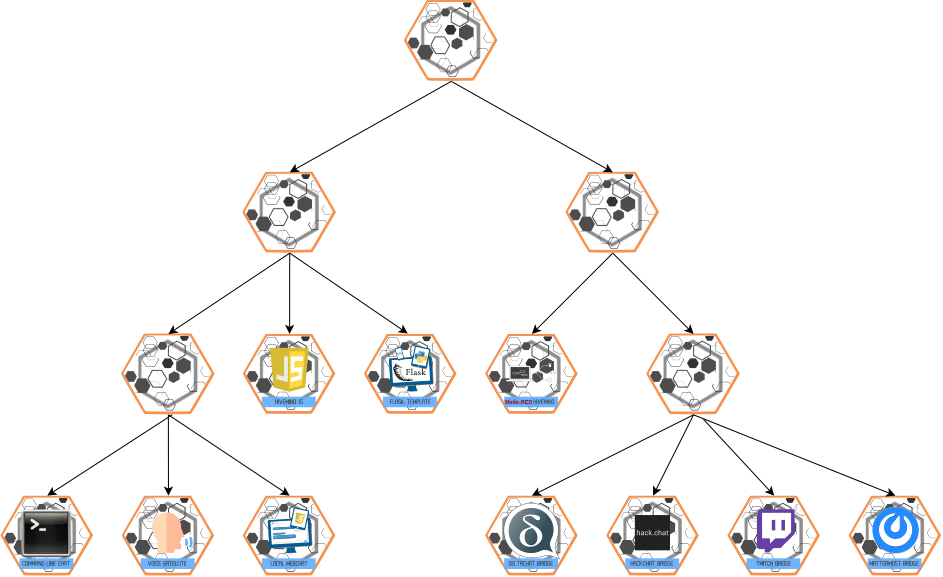 JS
HIVEMIND JS
Flask
FLASK TEMPLATE
Node-RED HIVEMIND
>_
COMMAND LINE CHAT
VOICE SATELLITE
LOCAL WEBCHAT
DELTACHAT BRIDGE
hack.chat
HACKCHAT BRIDGE
TWITCH BRIDGE
MATTERMOST BRIDGE